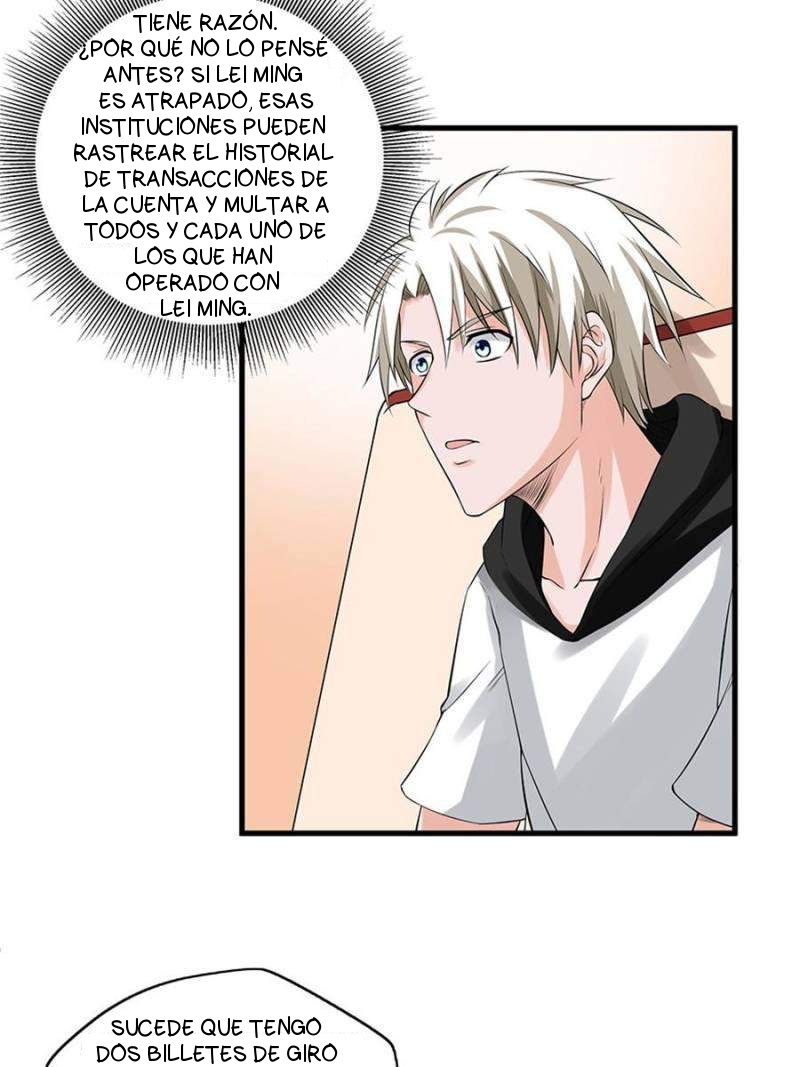 TIENE RAZÓN.
¿POR QUÉ NO LO PENSÉ
ANTES? SI LEI MING
ES ATRAPADO, ESAS
INSTITUCIONES PUEDEN
RASTREAR EL HISTORIAL
DE TRANSACCIONES DE
LA CUENTA Y MULTAR A
TODOS Y CADA UNO DE
LOS QUE HAN
OPERADO CON
LEI MING.
SUCEDE QUE TENGO
DOS BILLETES DE GIRO